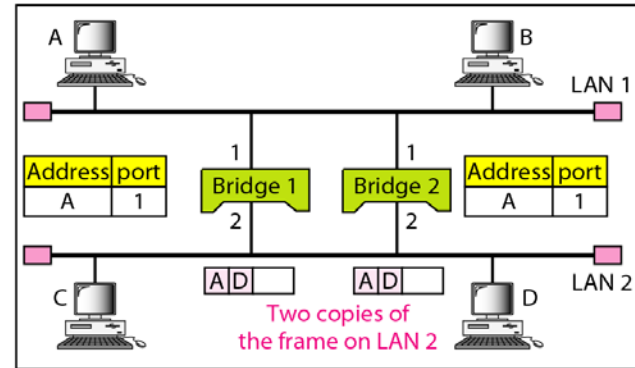 A
B
LAN 1
1
1
Address port
A 1
Bridge 1
Bridge 2
Address port
A 1
2
2
C
A D
A D
D
LAN 2
Two copies of
the frame on LAN 2